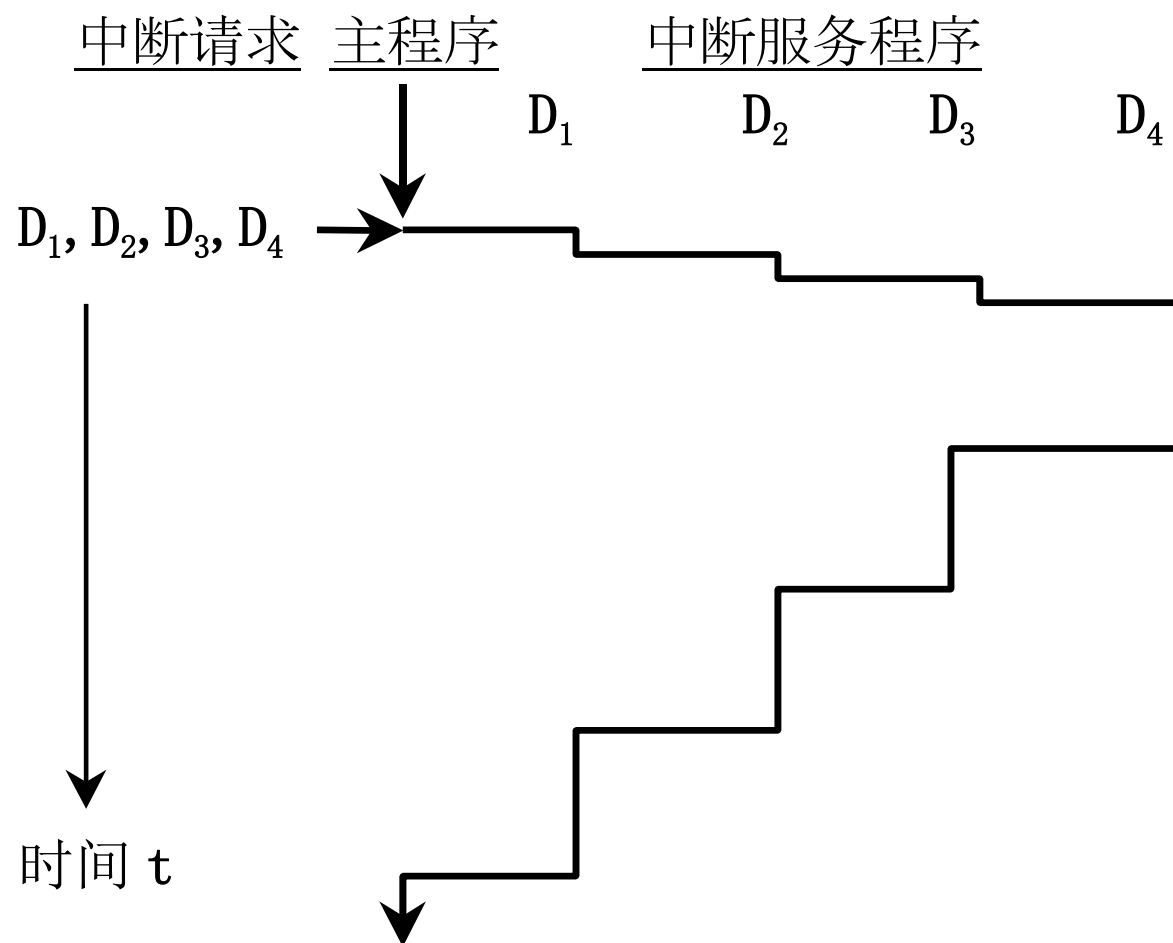 中断请求 主程序 中断服务程序
D₁ D₂ D₃ D₄
D₁, D₂, D₃, D₄
时间 t